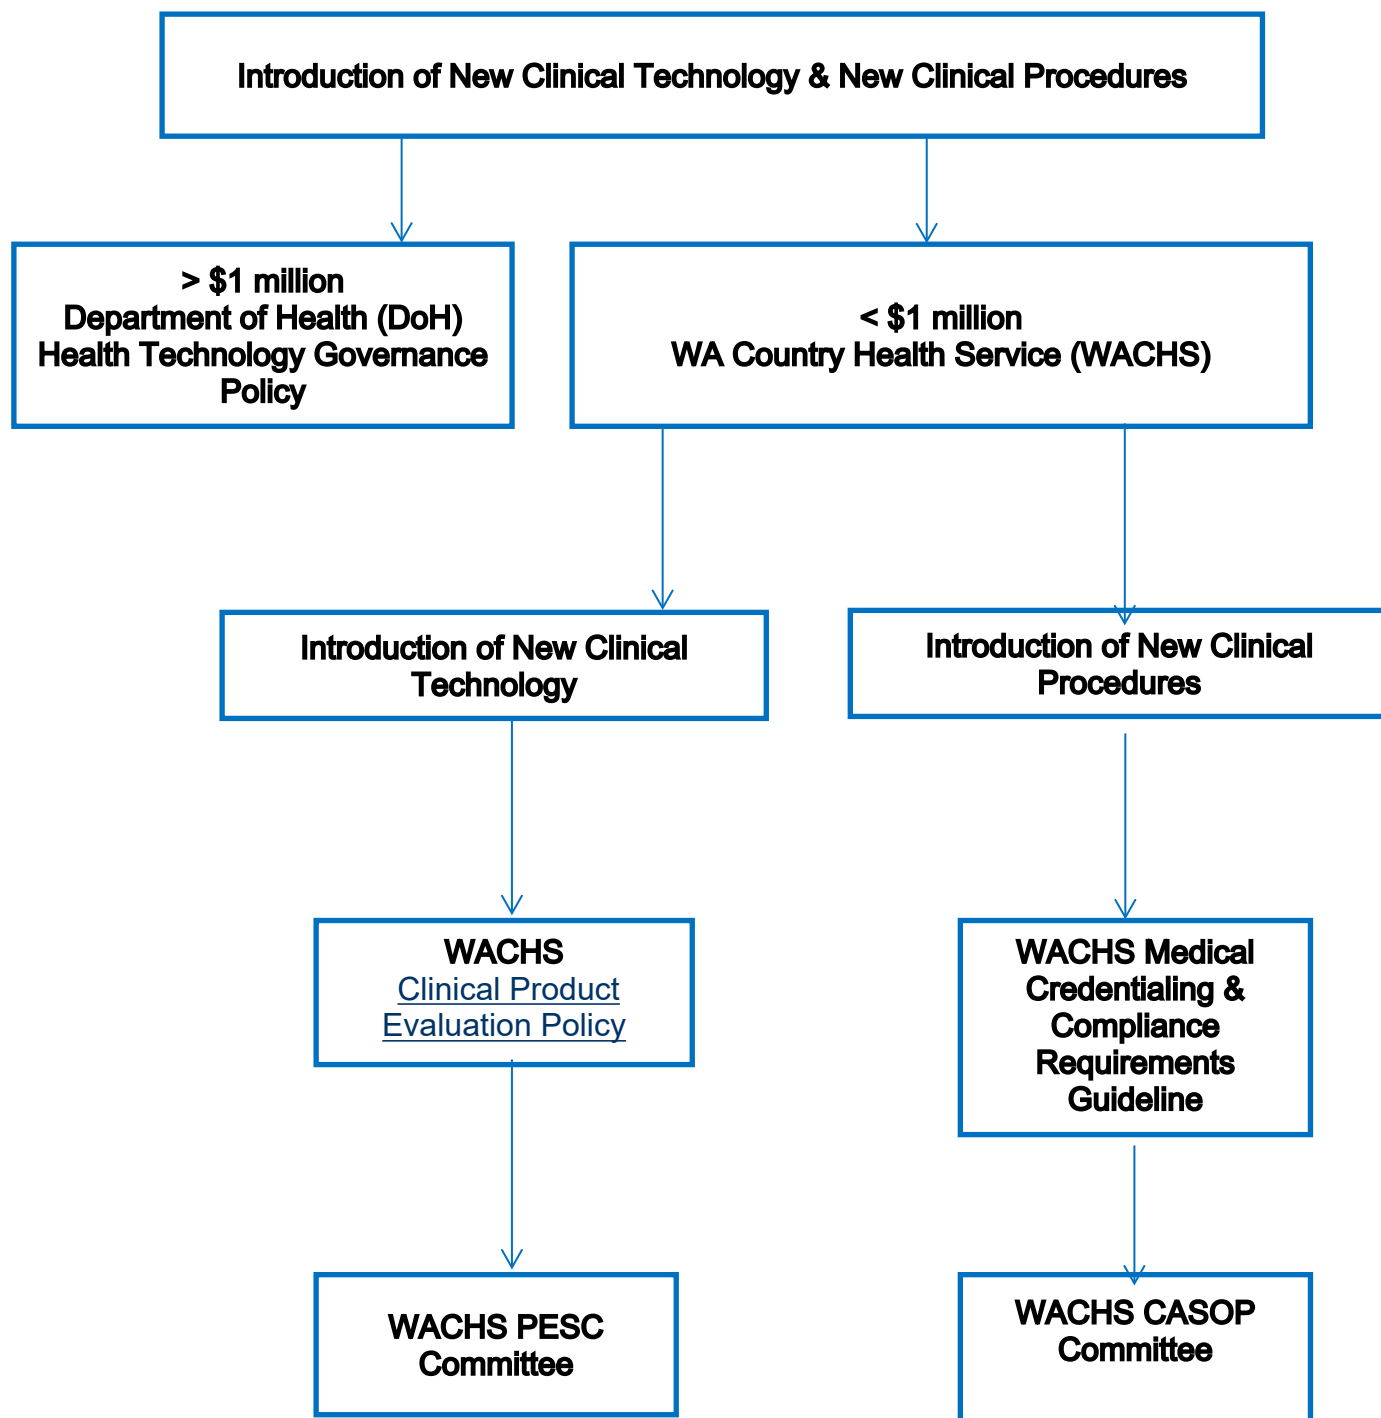 Introduction of New Clinical Technology & New Clinical Procedures
> $1 million
Department of Health (DoH)
Health Technology Governance
Policy
< $1 million
WA Country Health Service (WACHS)
Introduction of New Clinical
Technology
Introduction of New Clinical
Procedures
WACHS
Clinical Product
Evaluation Policy
WACHS Medical
Credentialing &
Compliance
Requirements
Guideline
WACHS PESC
Committee
WACHS CASOP
Committee